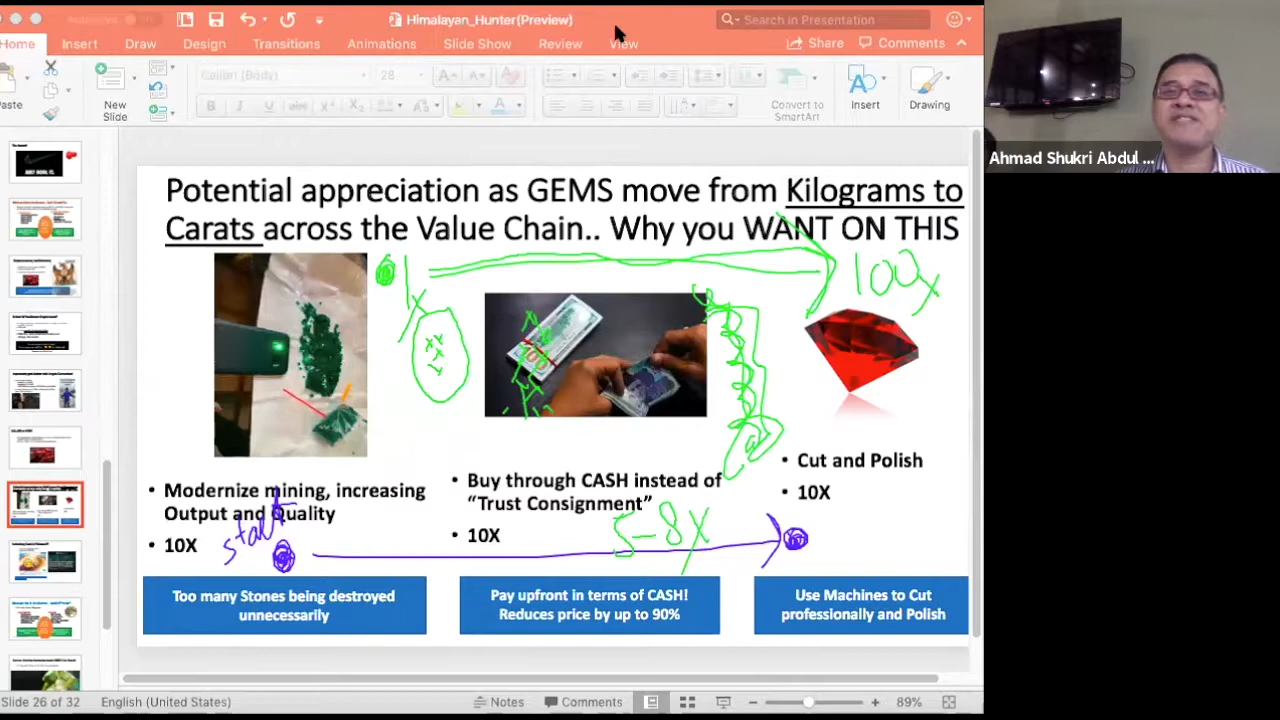 Himalayan_Hunter(Preview)
Search in Presentation
Home Insert Draw Design Transitions Animations Slide Show Review View
Share Comments
Paste
New
Slide
Calibri (Body) 28
Convert to
SmartArt
Insert
Drawing
Ahmad Shukri Abdul ...
Potential appreciation as GEMS move from Kilograms to
Carats across the Value Chain.. Why you WANT ON THIS
1x
100x
• Modernize mining, increasing
Output and Quality
• 10X
start
• Buy through CASH instead of
“Trust Consignment”
• 10X
5-8X
• Cut and Polish
• 10X
Too many Stones being destroyed
unnecessarily
Pay upfront in terms of CASH!
Reduces price by up to 90%
Use Machines to Cut
professionally and Polish
Slide 26 of 32 English (United States) Notes Comments 89%